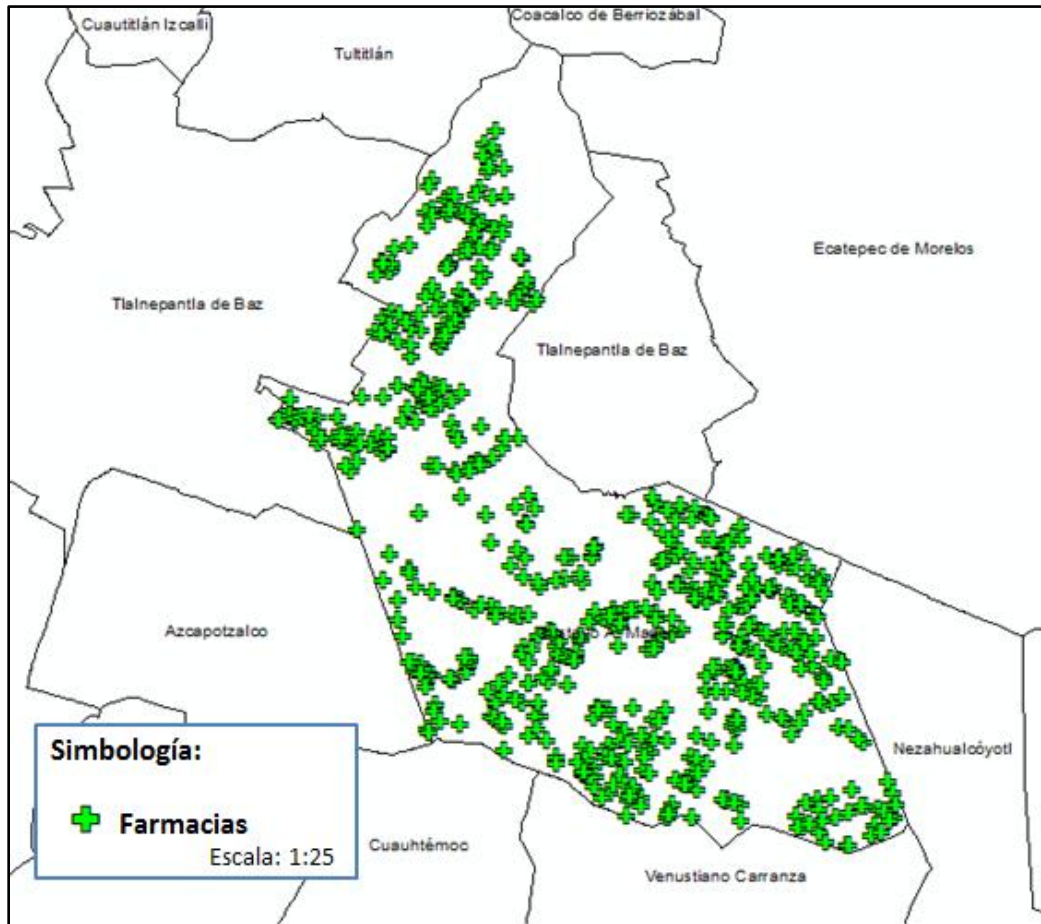 Coacalco de Berriozábal
Cuautitlán Izcalli
Tultitlán
Ecatepec de Morelos
Tlalnepantla de Baz
Tlalnepantla de Baz
Azcapotzalco
A. Ma
Nezahualcóyotl
Simbología:
Farmacias
Escala: 1:25
Cuauhtémoc
Venustiano Carranza